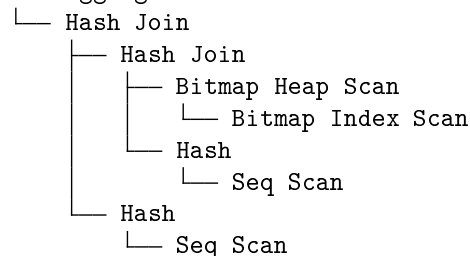 └── Hash Join
    ├── Hash Join
    │   ├── Bitmap Heap Scan
    │   │   └── Bitmap Index Scan
    │   └── Hash
    │       └── Seq Scan
    └── Hash
        └── Seq Scan